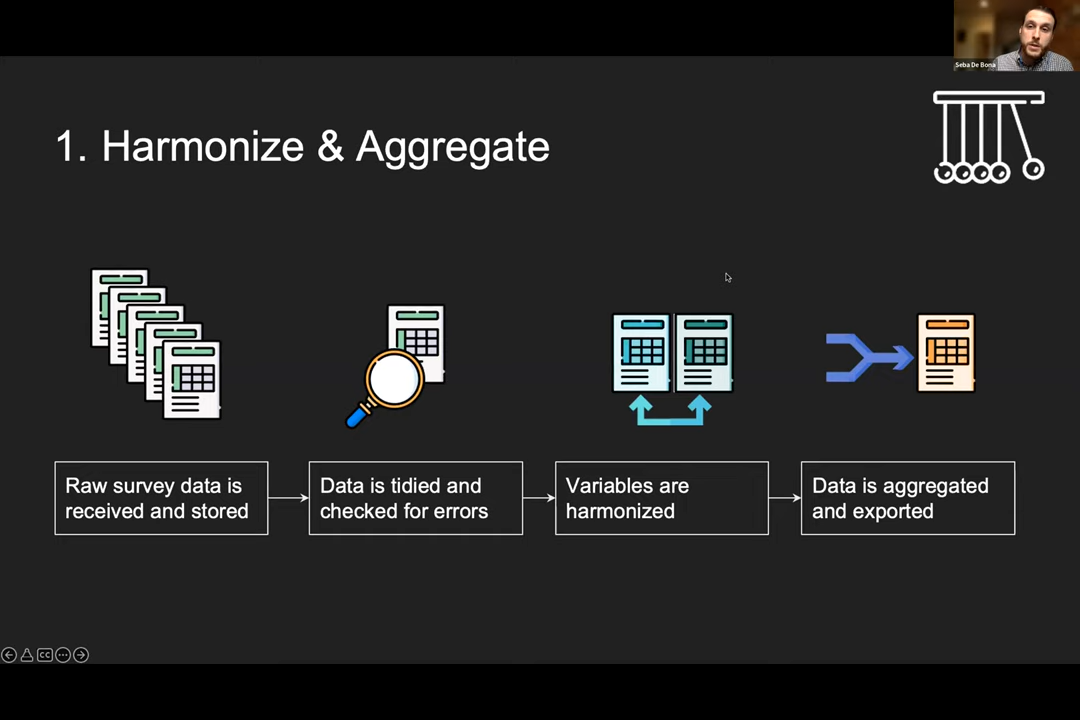 Seba De Bona
1. Harmonize & Aggregate
Raw survey data is
received and stored
Data is tidied and
checked for errors
Variables are
harmonized
Data is aggregated
and exported
CC